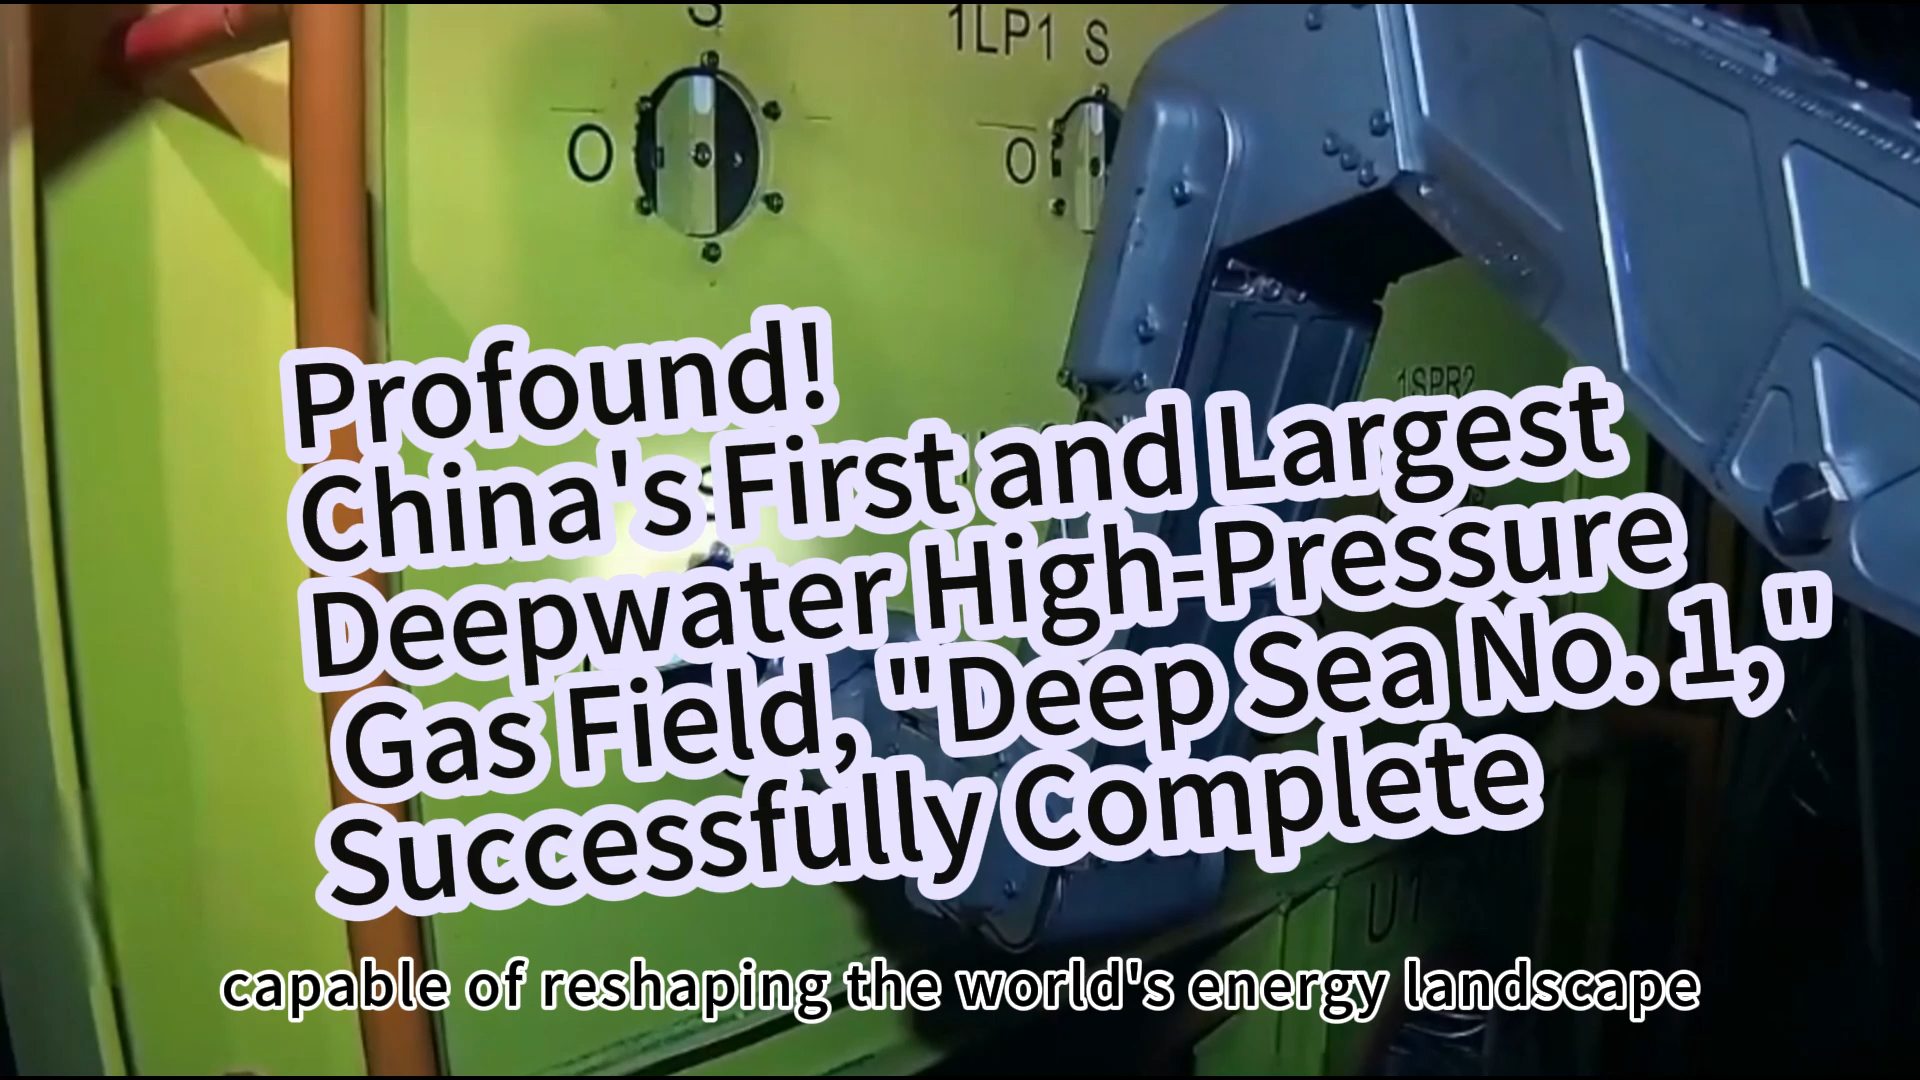 S
1LP1 S
O
O
1SPR2
Profound!
China's First and Largest
Deepwater High-Pressure
Gas Field, "Deep Sea No. 1,"
Successfully Complete
U1
capable of reshaping the world's energy landscape